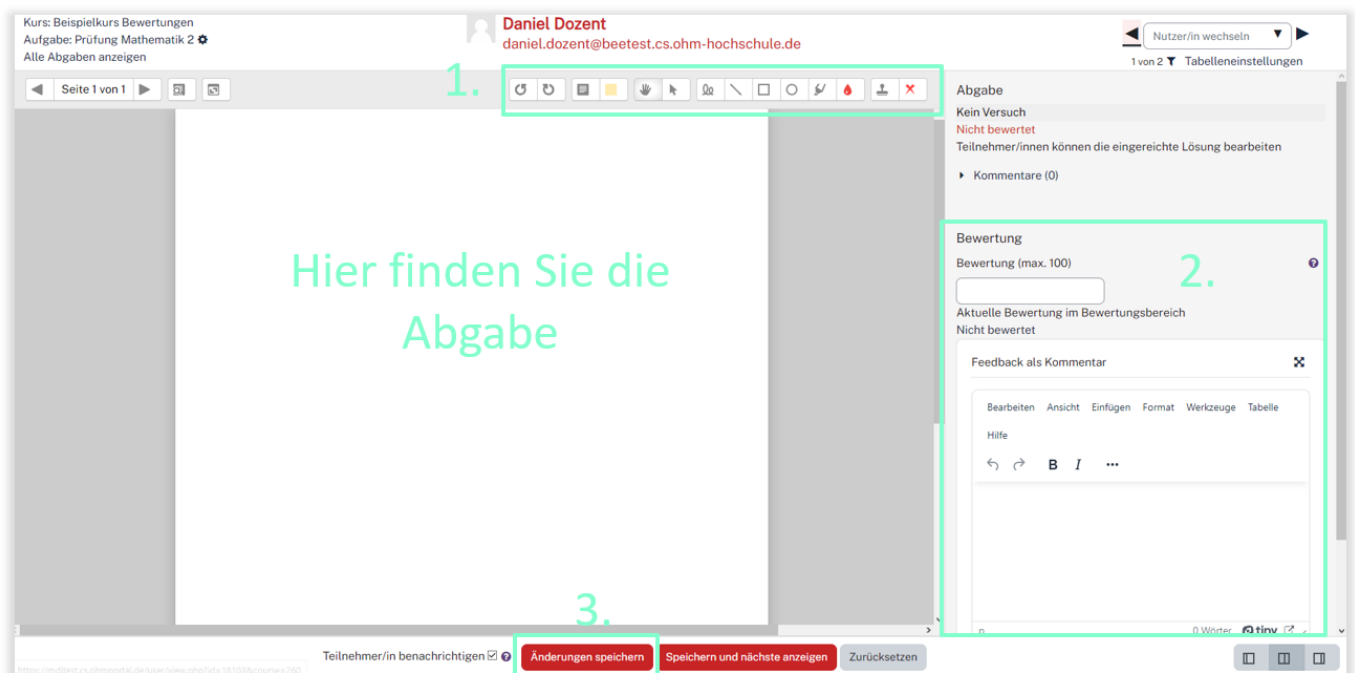 Kurs: Beispielkurs Bewertungen
Aufgabe: Prüfung Mathematik 2
Alle Abgaben anzeigen
Daniel Dozent
daniel.dozent@beetest.cs.ohm-hochschule.de
Nutzer/in wechseln
1 von 2 Tabelleneinstellungen
Seite 1 von 1
1.
Abgabe
Kein Versuch
Nicht bewertet
Teilnehmer/innen können die eingereichte Lösung bearbeiten
Kommentare (0)
Hier finden Sie die
Abgabe
Bewertung
Bewertung (max. 100)
2.
Aktuelle Bewertung im Bewertungsbereich
Nicht bewertet
Feedback als Kommentar
Bearbeiten Ansicht Einfügen Format Werkzeuge Tabelle
Hilfe
B I
0 Wörter tiny
3.
Teilnehmer/in benachrichtigen
Änderungen speichern
Speichern und nächste anzeigen
Zurücksetzen